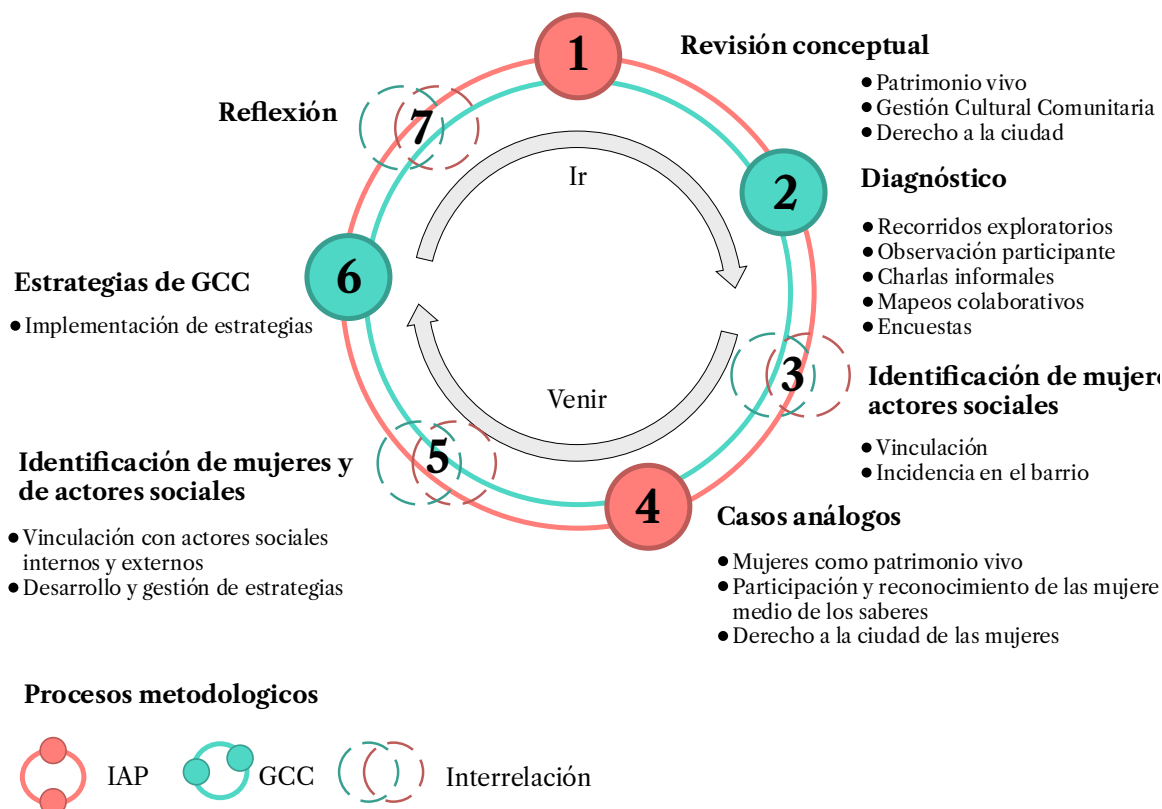 1
Revisión conceptual
● Patrimonio vivo
● Gestión Cultural Comunitaria
● Derecho a la ciudad
2
Diagnóstico
● Recorridos exploratorios
● Observación participante
● Charlas informales
● Mapeos colaborativos
● Encuestas
3
Identificación de mujere
actores sociales
● Vinculación
● Incidencia en el barrio
4
Casos análogos
● Mujeres como patrimonio vivo
● Participación y reconocimiento de las mujere
medio de los saberes
● Derecho a la ciudad de las mujeres
5
Identificación de mujeres y
de actores sociales
● Vinculación con actores sociales
internos y externos
● Desarrollo y gestión de estrategias
6
Estrategias de GCC
● Implementación de estrategias
7
Reflexión
Ir
Venir
Procesos metodologicos
IAP
GCC
Interrelación